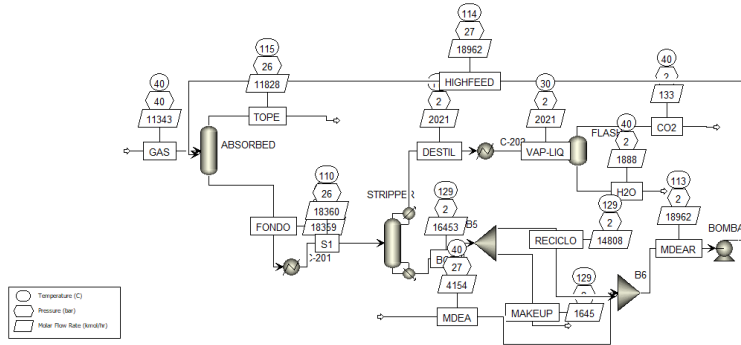 114
27
18962
HIGHFEED
115
26
11828
TOPE
40
40
11343
GAS
ABSORBED
2
2021
DESTIL
30
2
2021
VAP-LIQ
40
133
CO2
FLASH
40
2
1888
H2O
110
26
18360
18359
FONDO
S1
STRIPPER
129
2
16453
B5
129
2
14808
RECICLO
113
2
18962
MDEAR
BOMBA
40
27
4154
MDEA
129
1645
MAKEUP
B6
Temperature (C)
Pressure (bar)
Molar Flow Rate (kmol/hr)